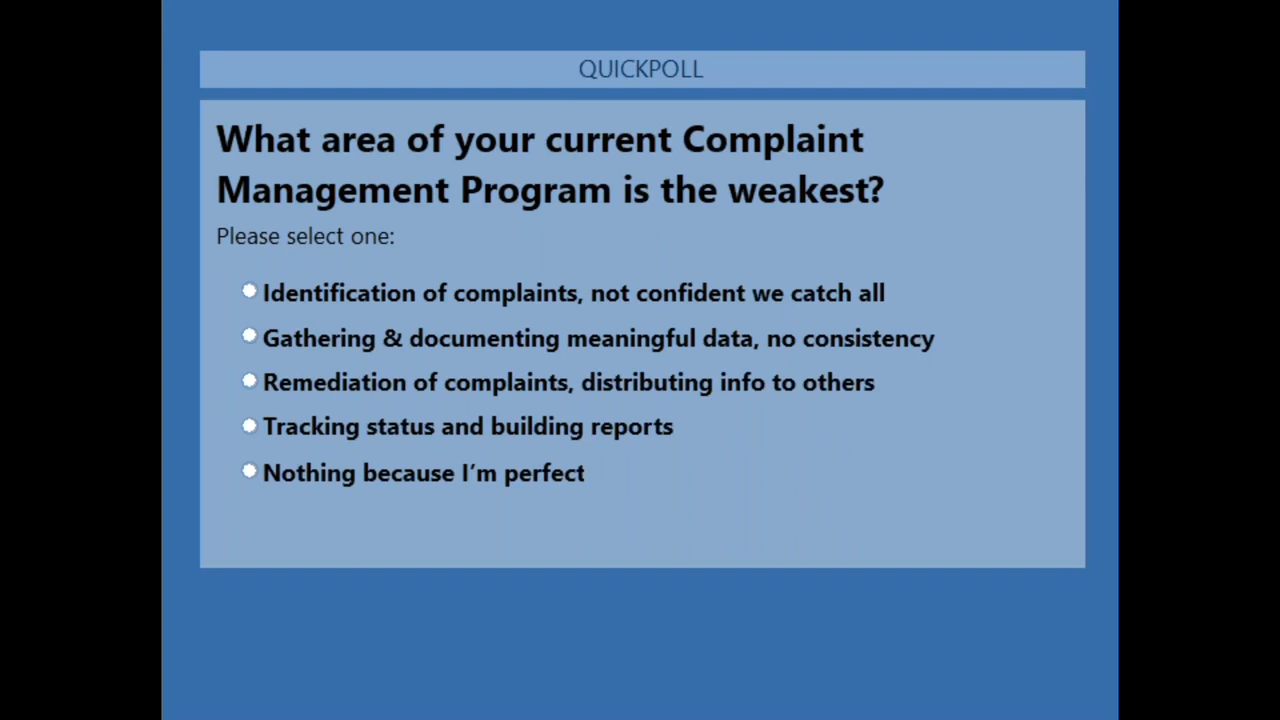 QUICKPOLL
What area of your current Complaint
Management Program is the weakest?
Please select one:
Identification of complaints, not confident we catch all
Gathering & documenting meaningful data, no consistency
Remediation of complaints, distributing info to others
Tracking status and building reports
Nothing because I’m perfect